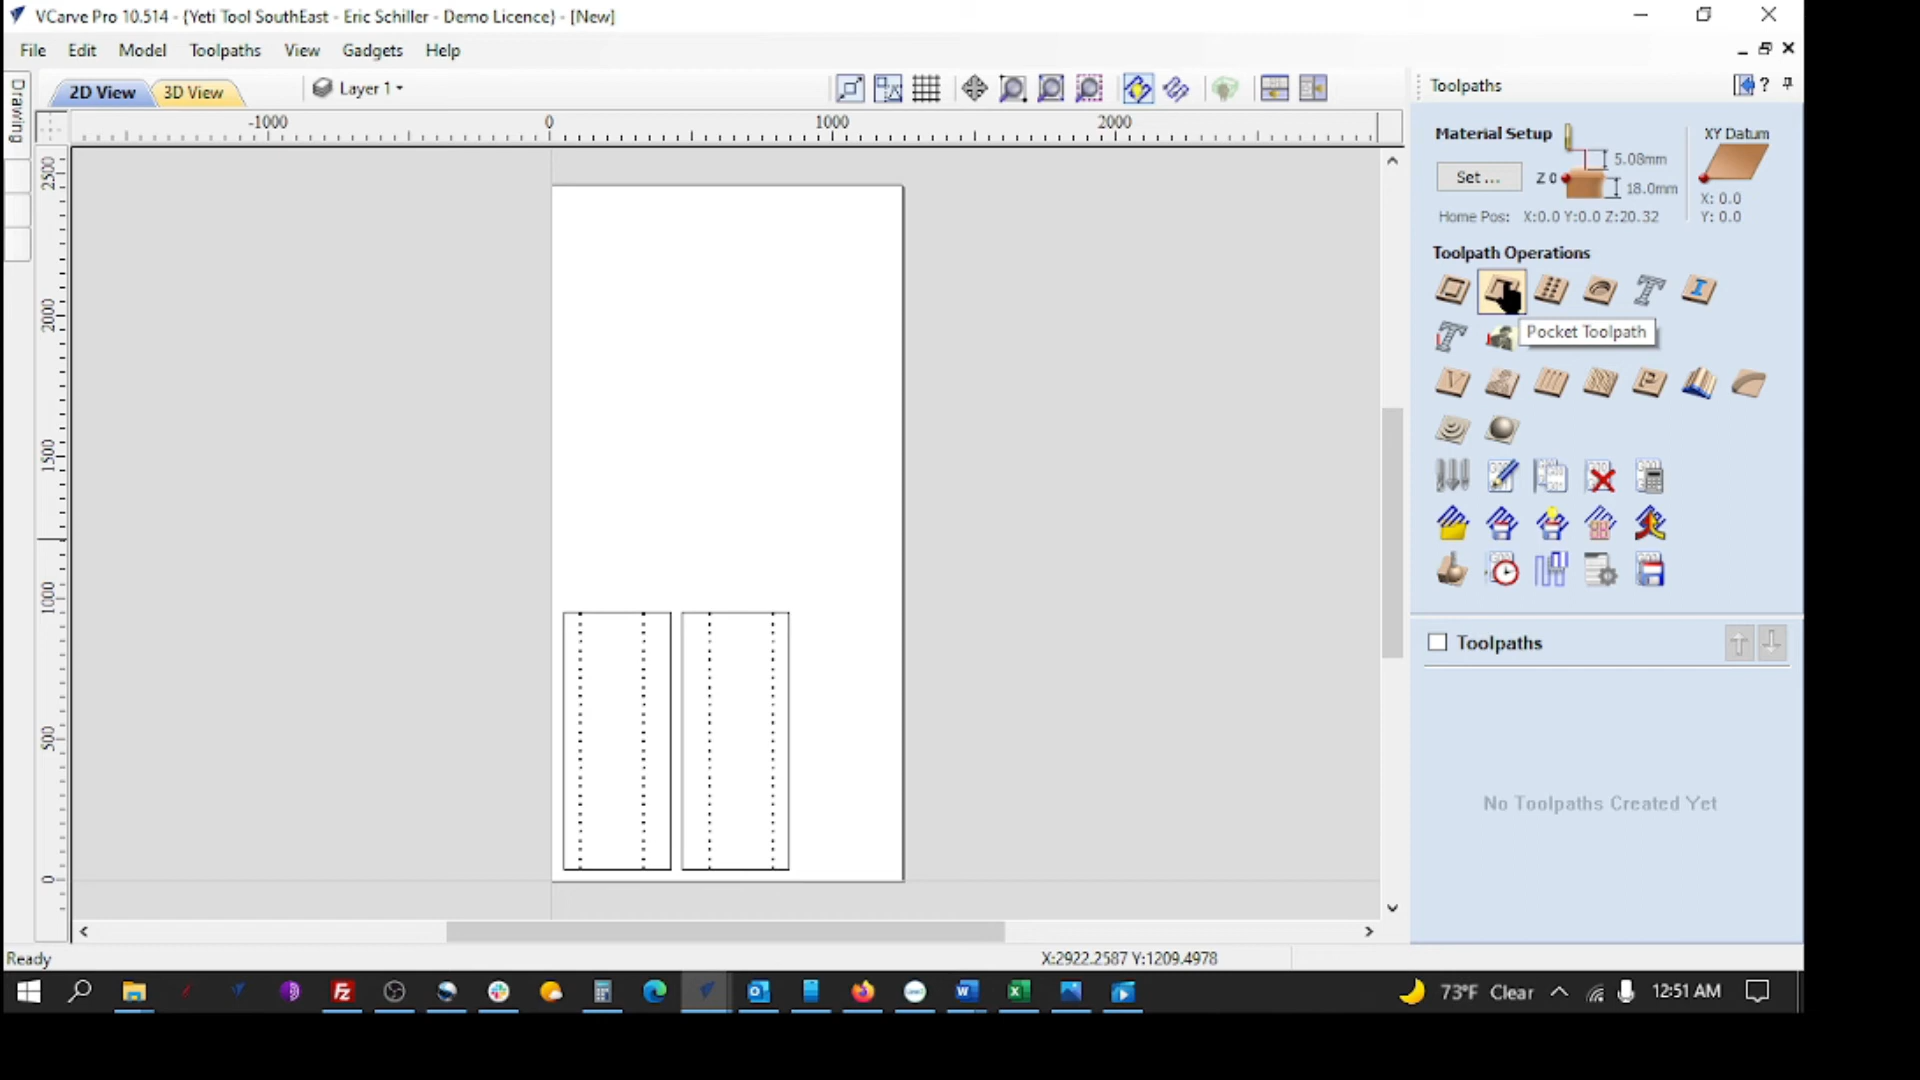 VCarve Pro 10.514 - {Yeti Tool SouthEast - Eric Schiller - Demo Licence} - [New]
File Edit Model Toolpaths View Gadgets Help
Drawing
2D View 3D View Layer 1
Toolpaths
-1000 0 1000 2000
2500
2000
1500
1000
500
0
Material Setup XY Datum
Set ... Z 0 5.08mm
18.0mm
X: 0.0
Y: 0.0
Home Pos: X:0.0 Y:0.0 Z:20.32
Toolpath Operations
Pocket Toolpath
Toolpaths
No Toolpaths Created Yet
Ready X:2922.2587 Y:1209.4978
73°F Clear 12:51 AM